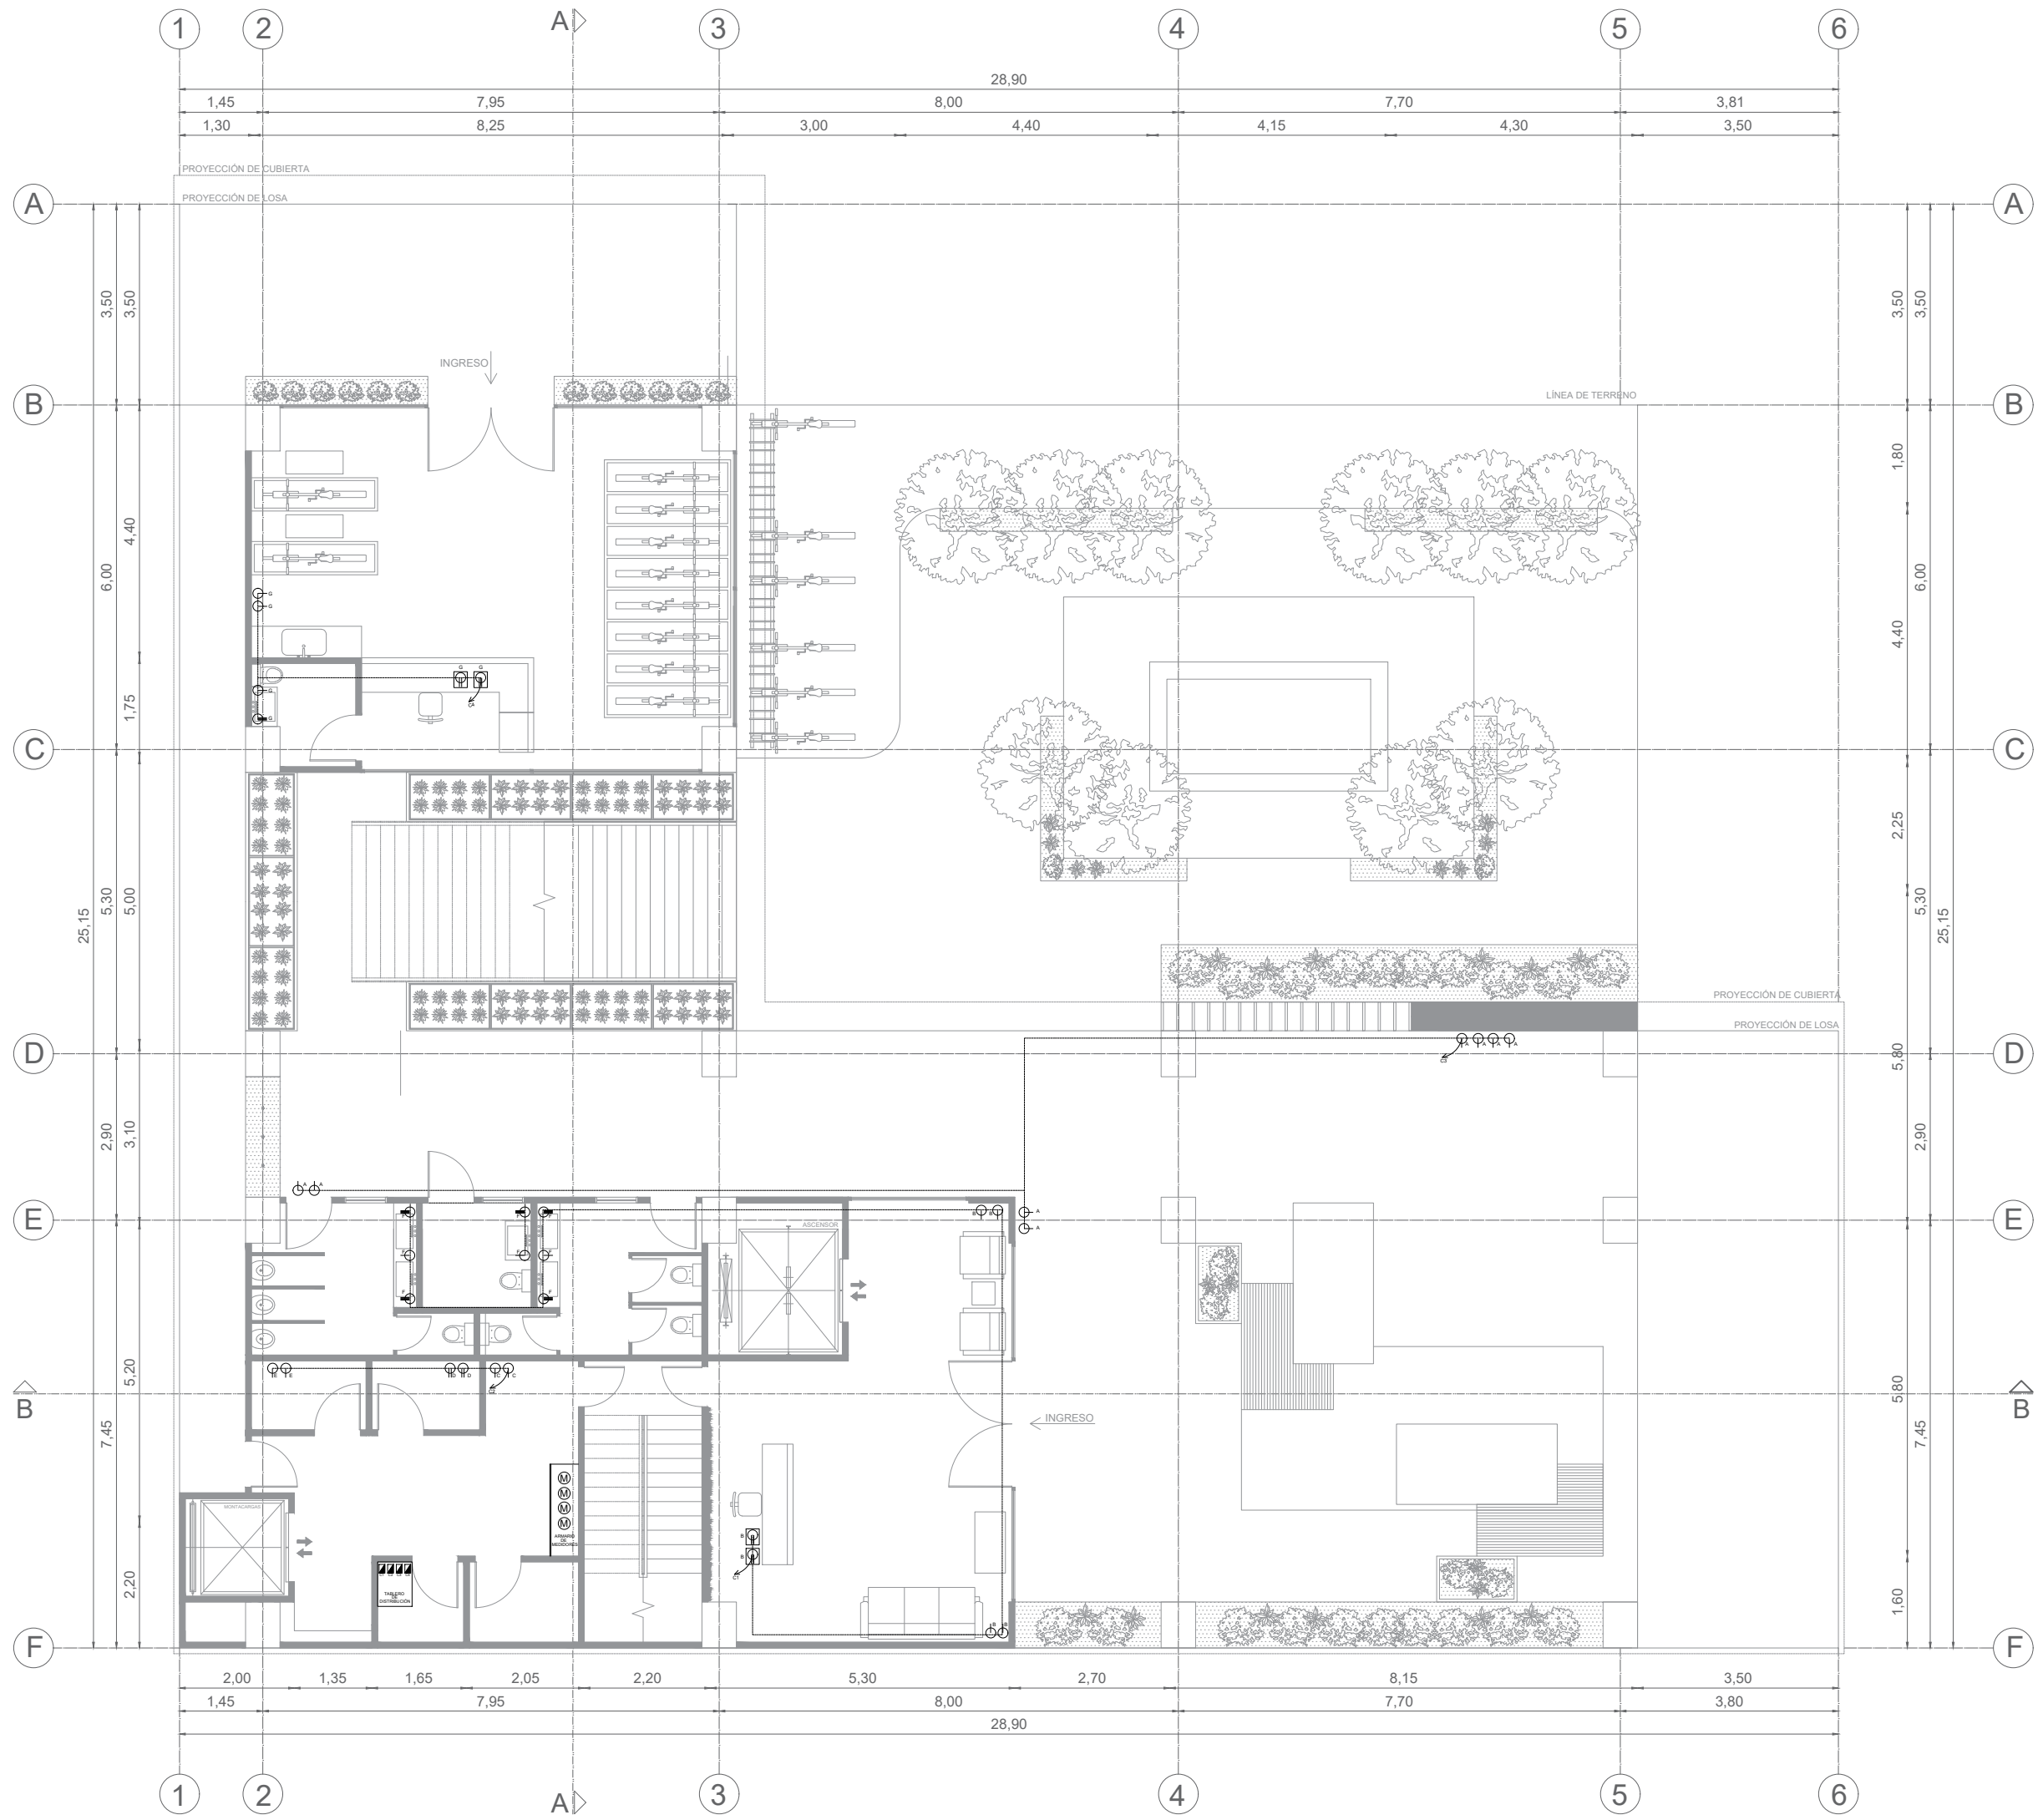 1 2 A 3 4 5 6
28,90
1,45 7,95 8,00 7,70 3,81
1,30 8,25 3,00 4,40 4,15 4,30 3,50
PROYECCIÓN DE CUBIERTA
PROYECCIÓN DE LOSA
A A
3,50 3,50 3,50 3,50
INGRESO
LÍNEA DE TERRENO
B B
1,80
4,40
6,00 6,00
4,40
G
G
G G
CA
G
G
1,75
C C
2,25
5,30 5,00 5,30
25,15 25,15
PROYECCIÓN DE CUBIERTA
PROYECCIÓN DE LOSA
A A A A
D D
5,80
2,90 3,10 2,90
A A
A
A
B B
E E
ASCENSOR
F F F
F F F
F F
5,20
E E D D C C
B B
5,80
INGRESO
7,45 7,45
M
M
M
M
ARMARIO
DE
MEDIDORES
MONTACARGAS
B
B
C1
TABLERO
DE
DISTRIBUCIÓN
2,20 1,60
B B
F F
2,00 1,35 1,65 2,05 2,20 5,30 2,70 8,15 3,50
1,45 7,95 8,00 7,70 3,80
28,90
1 2 A 3 4 5 6